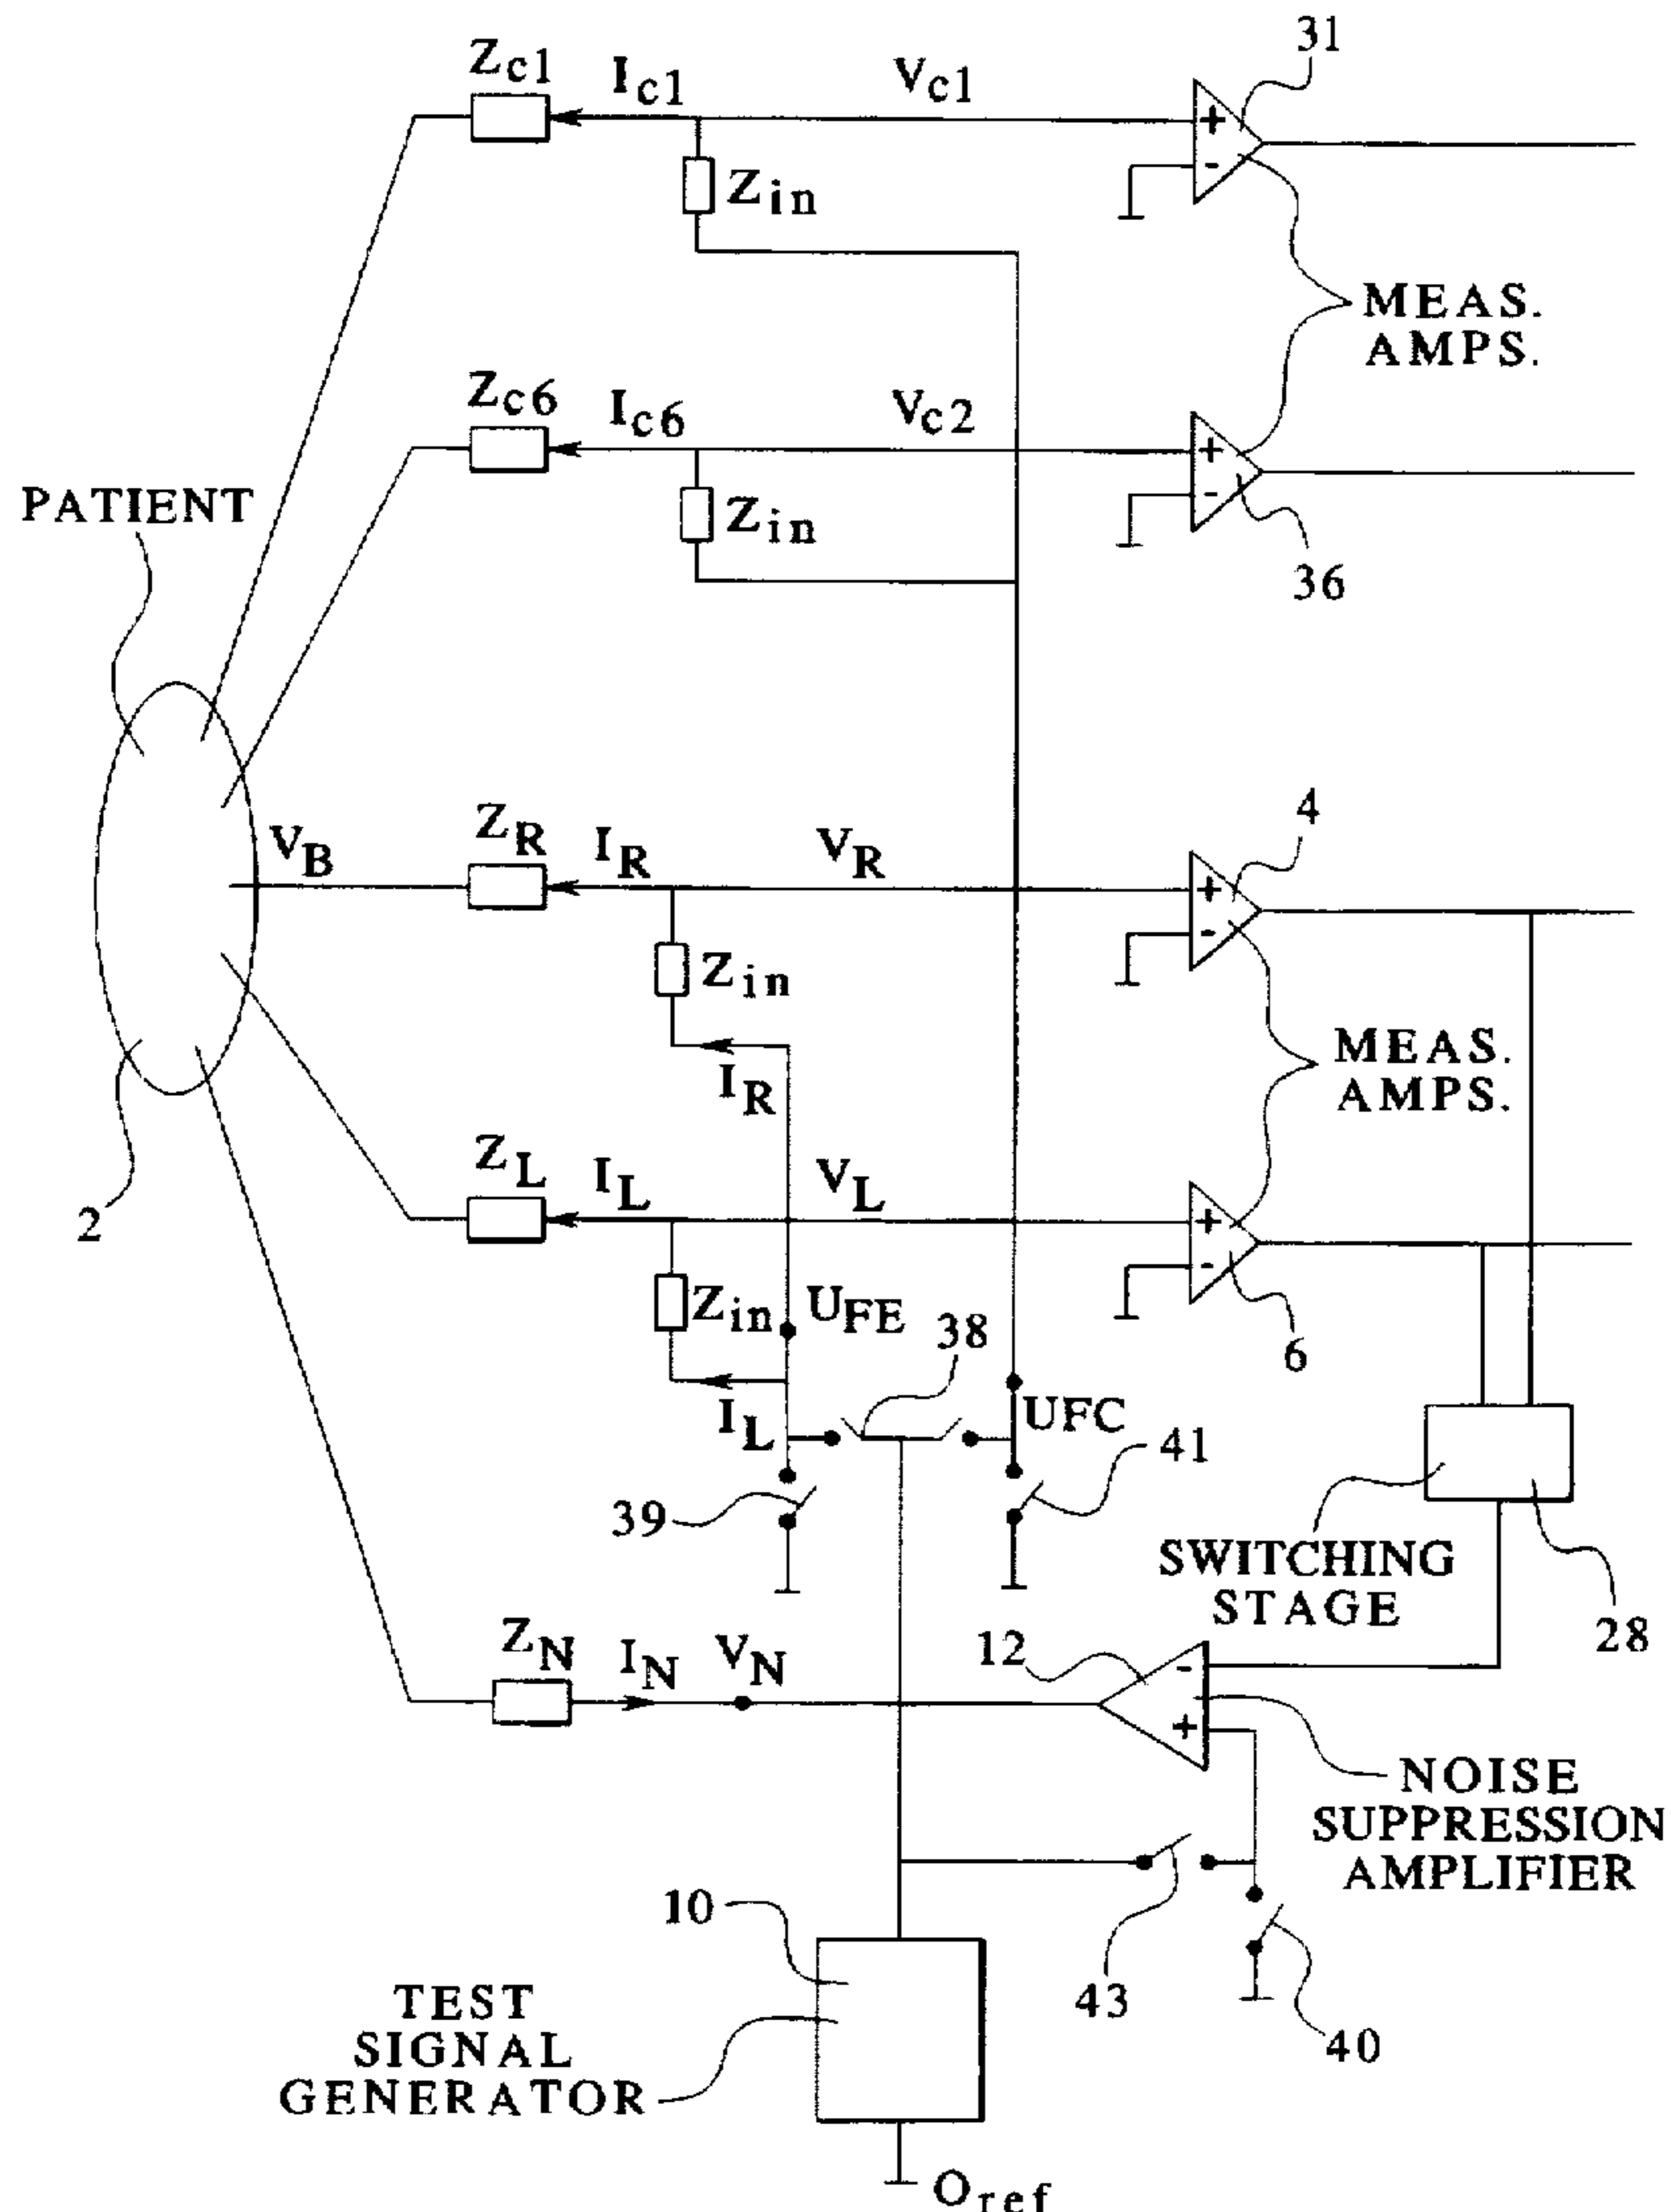 31
Zc1
Ic1
Vc1
+
-
Zin
MEAS.
AMPS.
Zc6
Ic6
Vc2
+
-
PATIENT
Zin
36
4
VB
ZR
IR
VR
+
-
Zin
MEAS.
AMPS.
IR
ZL
IL
VL
+
-
2
Zin
UFE
38
6
IL
UFC
41
39
SWITCHING
STAGE
28
ZN
IN
VN
12
-
+
NOISE
SUPPRESSION
AMPLIFIER
10
43
40
TEST
SIGNAL
GENERATOR
Oref